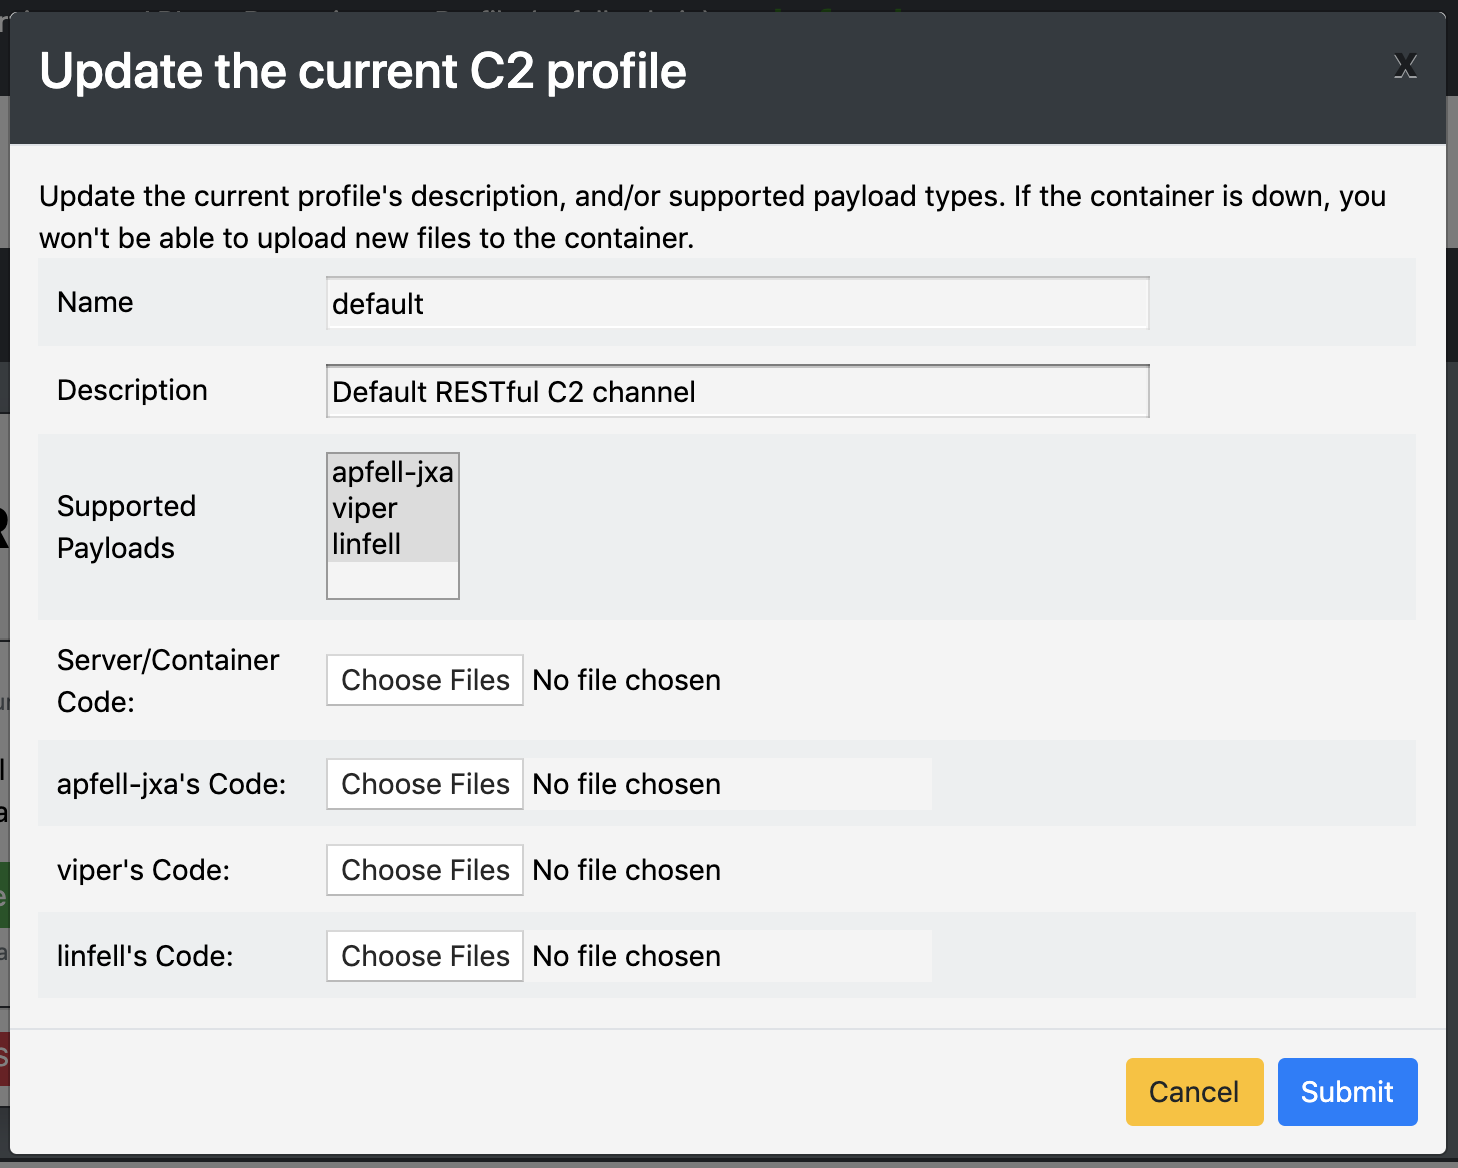 Update the current C2 profile
X
Update the current profile's description, and/or supported payload types. If the container is down, you
won't be able to upload new files to the container.
Name
default
Description
Default RESTful C2 channel
Supported
Payloads
apfell-jxa
viper
linfell
Server/Container
Code:
Choose Files No file chosen
apfell-jxa's Code:
Choose Files No file chosen
viper's Code:
Choose Files No file chosen
linfell's Code:
Choose Files No file chosen
Cancel
Submit